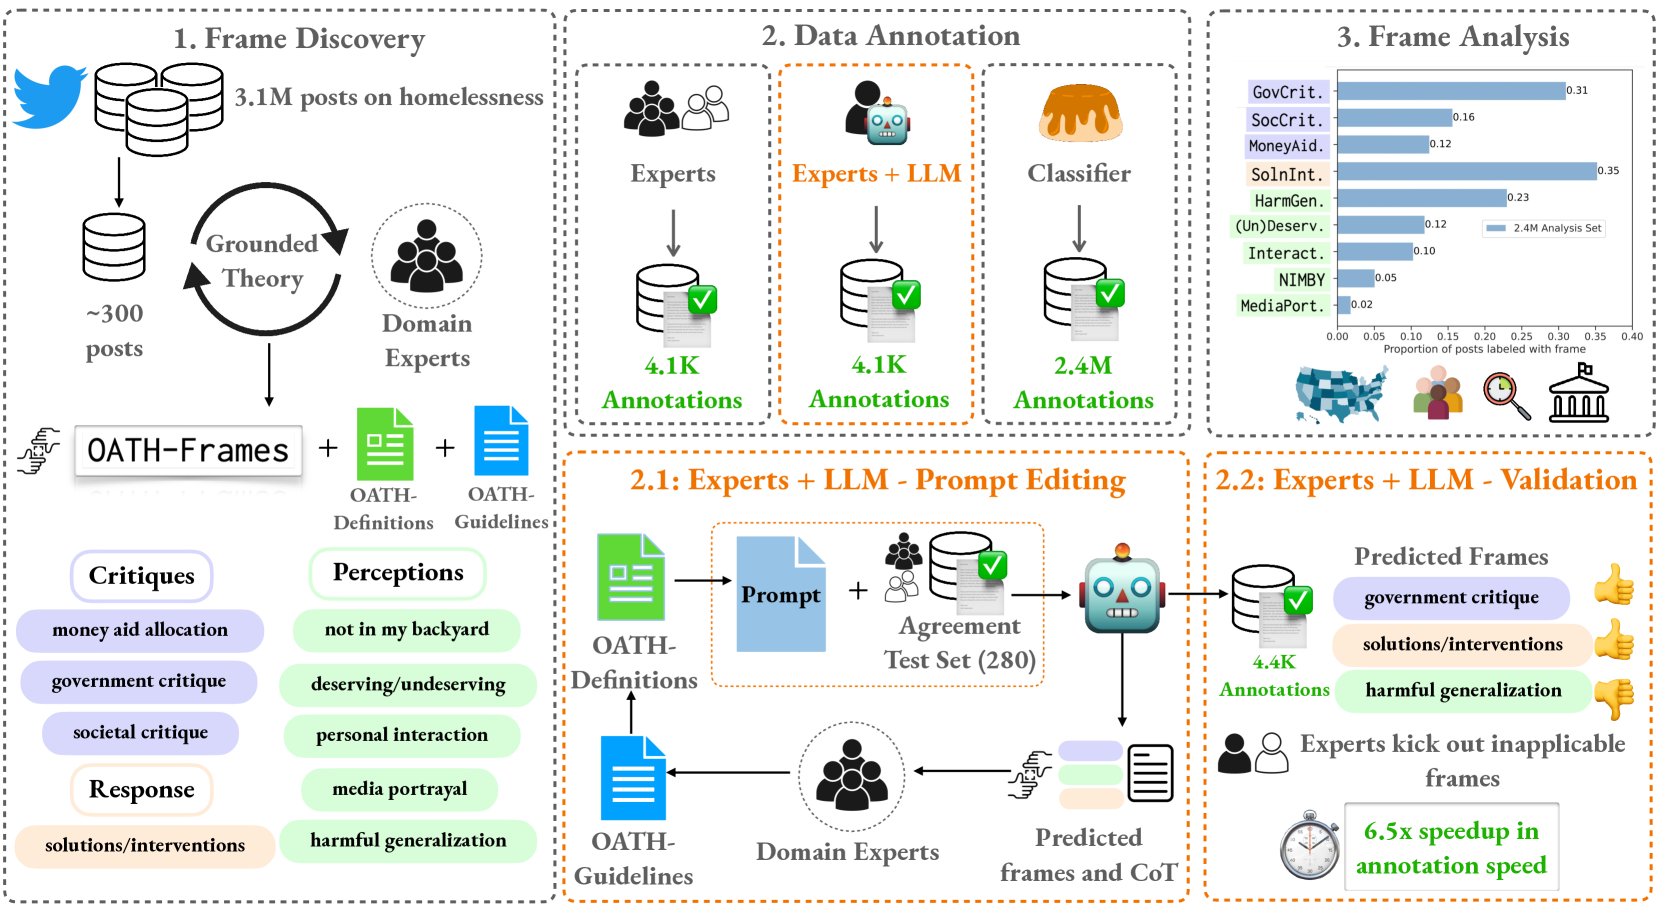 1. Frame Discovery
3.1M posts on homelessness
Grounded
Theory
~300
posts
Domain
Experts
OATH-Frames
+
+
OATH-
Definitions
OATH-
Guidelines
Critiques
money aid allocation
government critique
societal critique
Response
solutions/interventions
Perceptions
not in my backyard
deserving/undeserving
personal interaction
media portrayal
harmful generalization
2. Data Annotation
Experts
4.1K
Annotations
Experts + LLM
4.1K
Annotations
Classifier
2.4M
Annotations
3. Frame Analysis
GovCrit.
0.31
SocCrit.
0.16
MoneyAid.
0.12
SolnInt.
0.35
HarmGen.
0.23
(Un)Deserv.
0.12
2.4M Analysis Set
Interact.
0.10
NIMBY
0.05
MediaPort.
0.02
0.00 0.05 0.10 0.15 0.20 0.25 0.30 0.35 0.40
Proportion of posts labeled with frame
2.1: Experts + LLM - Prompt Editing
OATH-
Definitions
Prompt
+
Agreement
Test Set (280)
OATH-
Guidelines
Domain Experts
Predicted
frames and CoT
2.2: Experts + LLM - Validation
4.4K
Annotations
Predicted Frames
government critique
solutions/interventions
harmful generalization
Experts kick out inapplicable
frames
6.5x speedup in
annotation speed